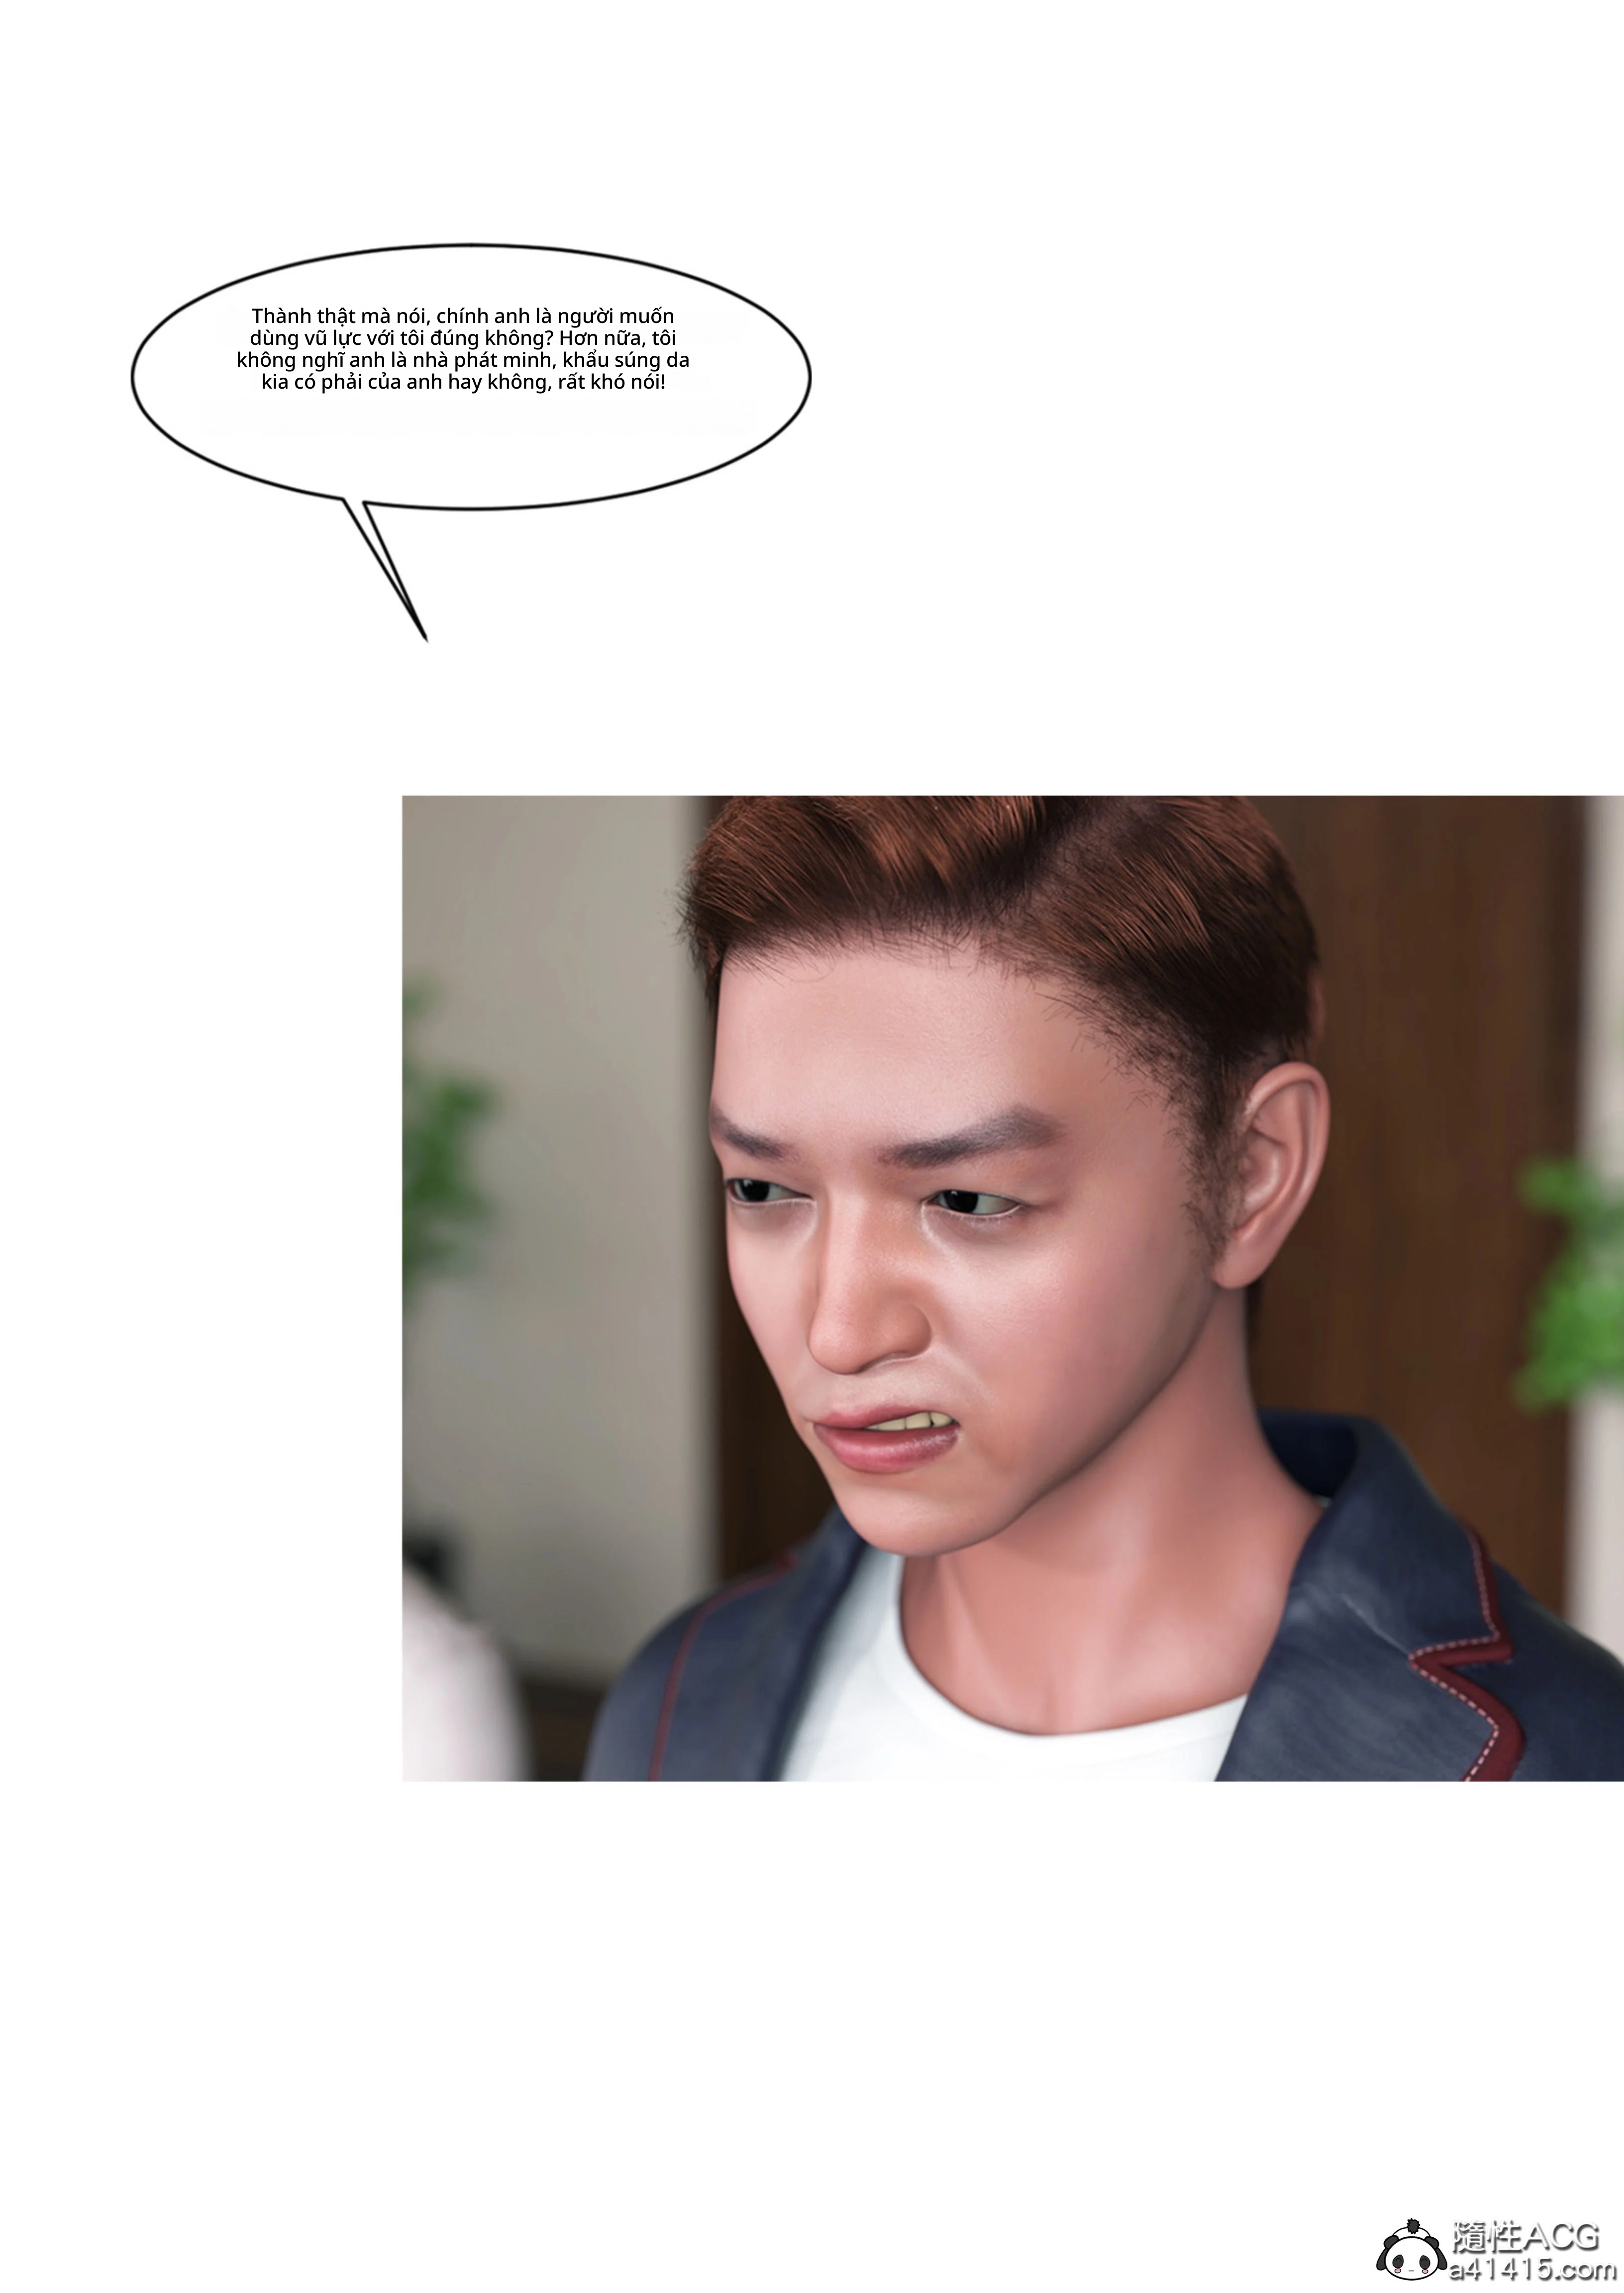 Thành thật mà nói, chính anh là người muốn
dùng vũ lực với tôi đúng không? Hơn nữa, tôi
không nghĩ anh là nhà phát minh, khẩu súng da
kia có phải của anh hay không, rất khó nói!
隨性ACG
a41415.com